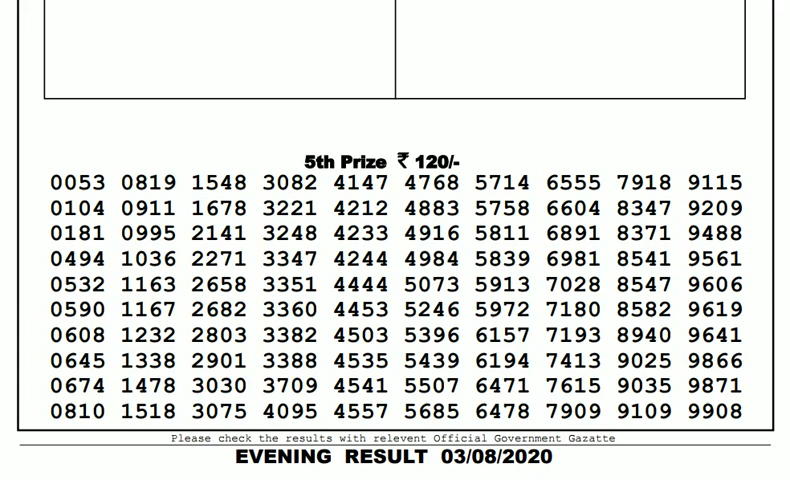 5th Prize ₹ 120/-
0053 0819 1548 3082 4147 4768 5714 6555 7918 9115
0104 0911 1678 3221 4212 4883 5758 6604 8347 9209
0181 0995 2141 3248 4233 4916 5811 6891 8371 9488
0494 1036 2271 3347 4244 4984 5839 6981 8541 9561
0532 1163 2658 3351 4444 5073 5913 7028 8547 9606
0590 1167 2682 3360 4453 5246 5972 7180 8582 9619
0608 1232 2803 3382 4503 5396 6157 7193 8940 9641
0645 1338 2901 3388 4535 5439 6194 7413 9025 9866
0674 1478 3030 3709 4541 5507 6471 7615 9035 9871
0810 1518 3075 4095 4557 5685 6478 7909 9109 9908
Please check the results with relevent Official Government Gazatte
EVENING RESULT 03/08/2020